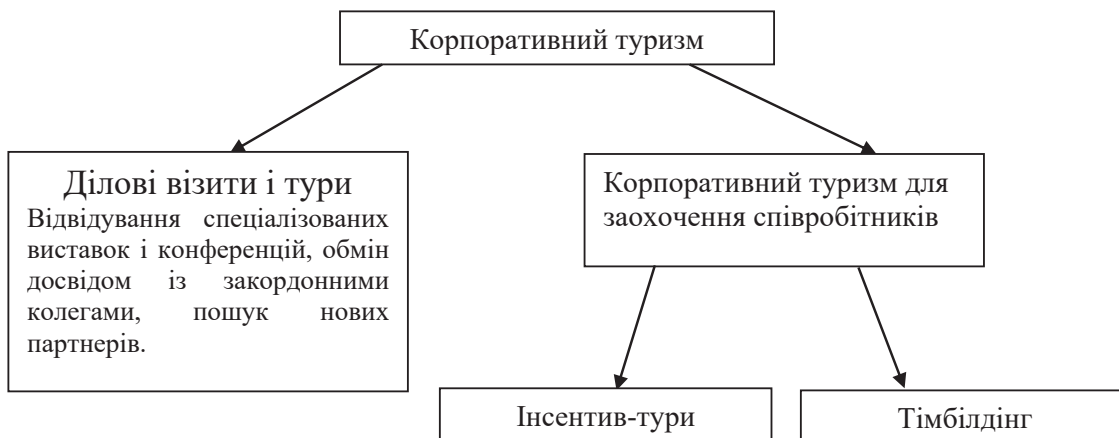 Корпоративний туризм
Ділові візити і тури
Відвідування спеціалізованих
виставок і конференцій, обмін
досвідом із закордонними
колегами, пошук нових
партнерів.
Корпоративний туризм для
заохочення співробітників
Інсентив-тури
Тімбілдінг